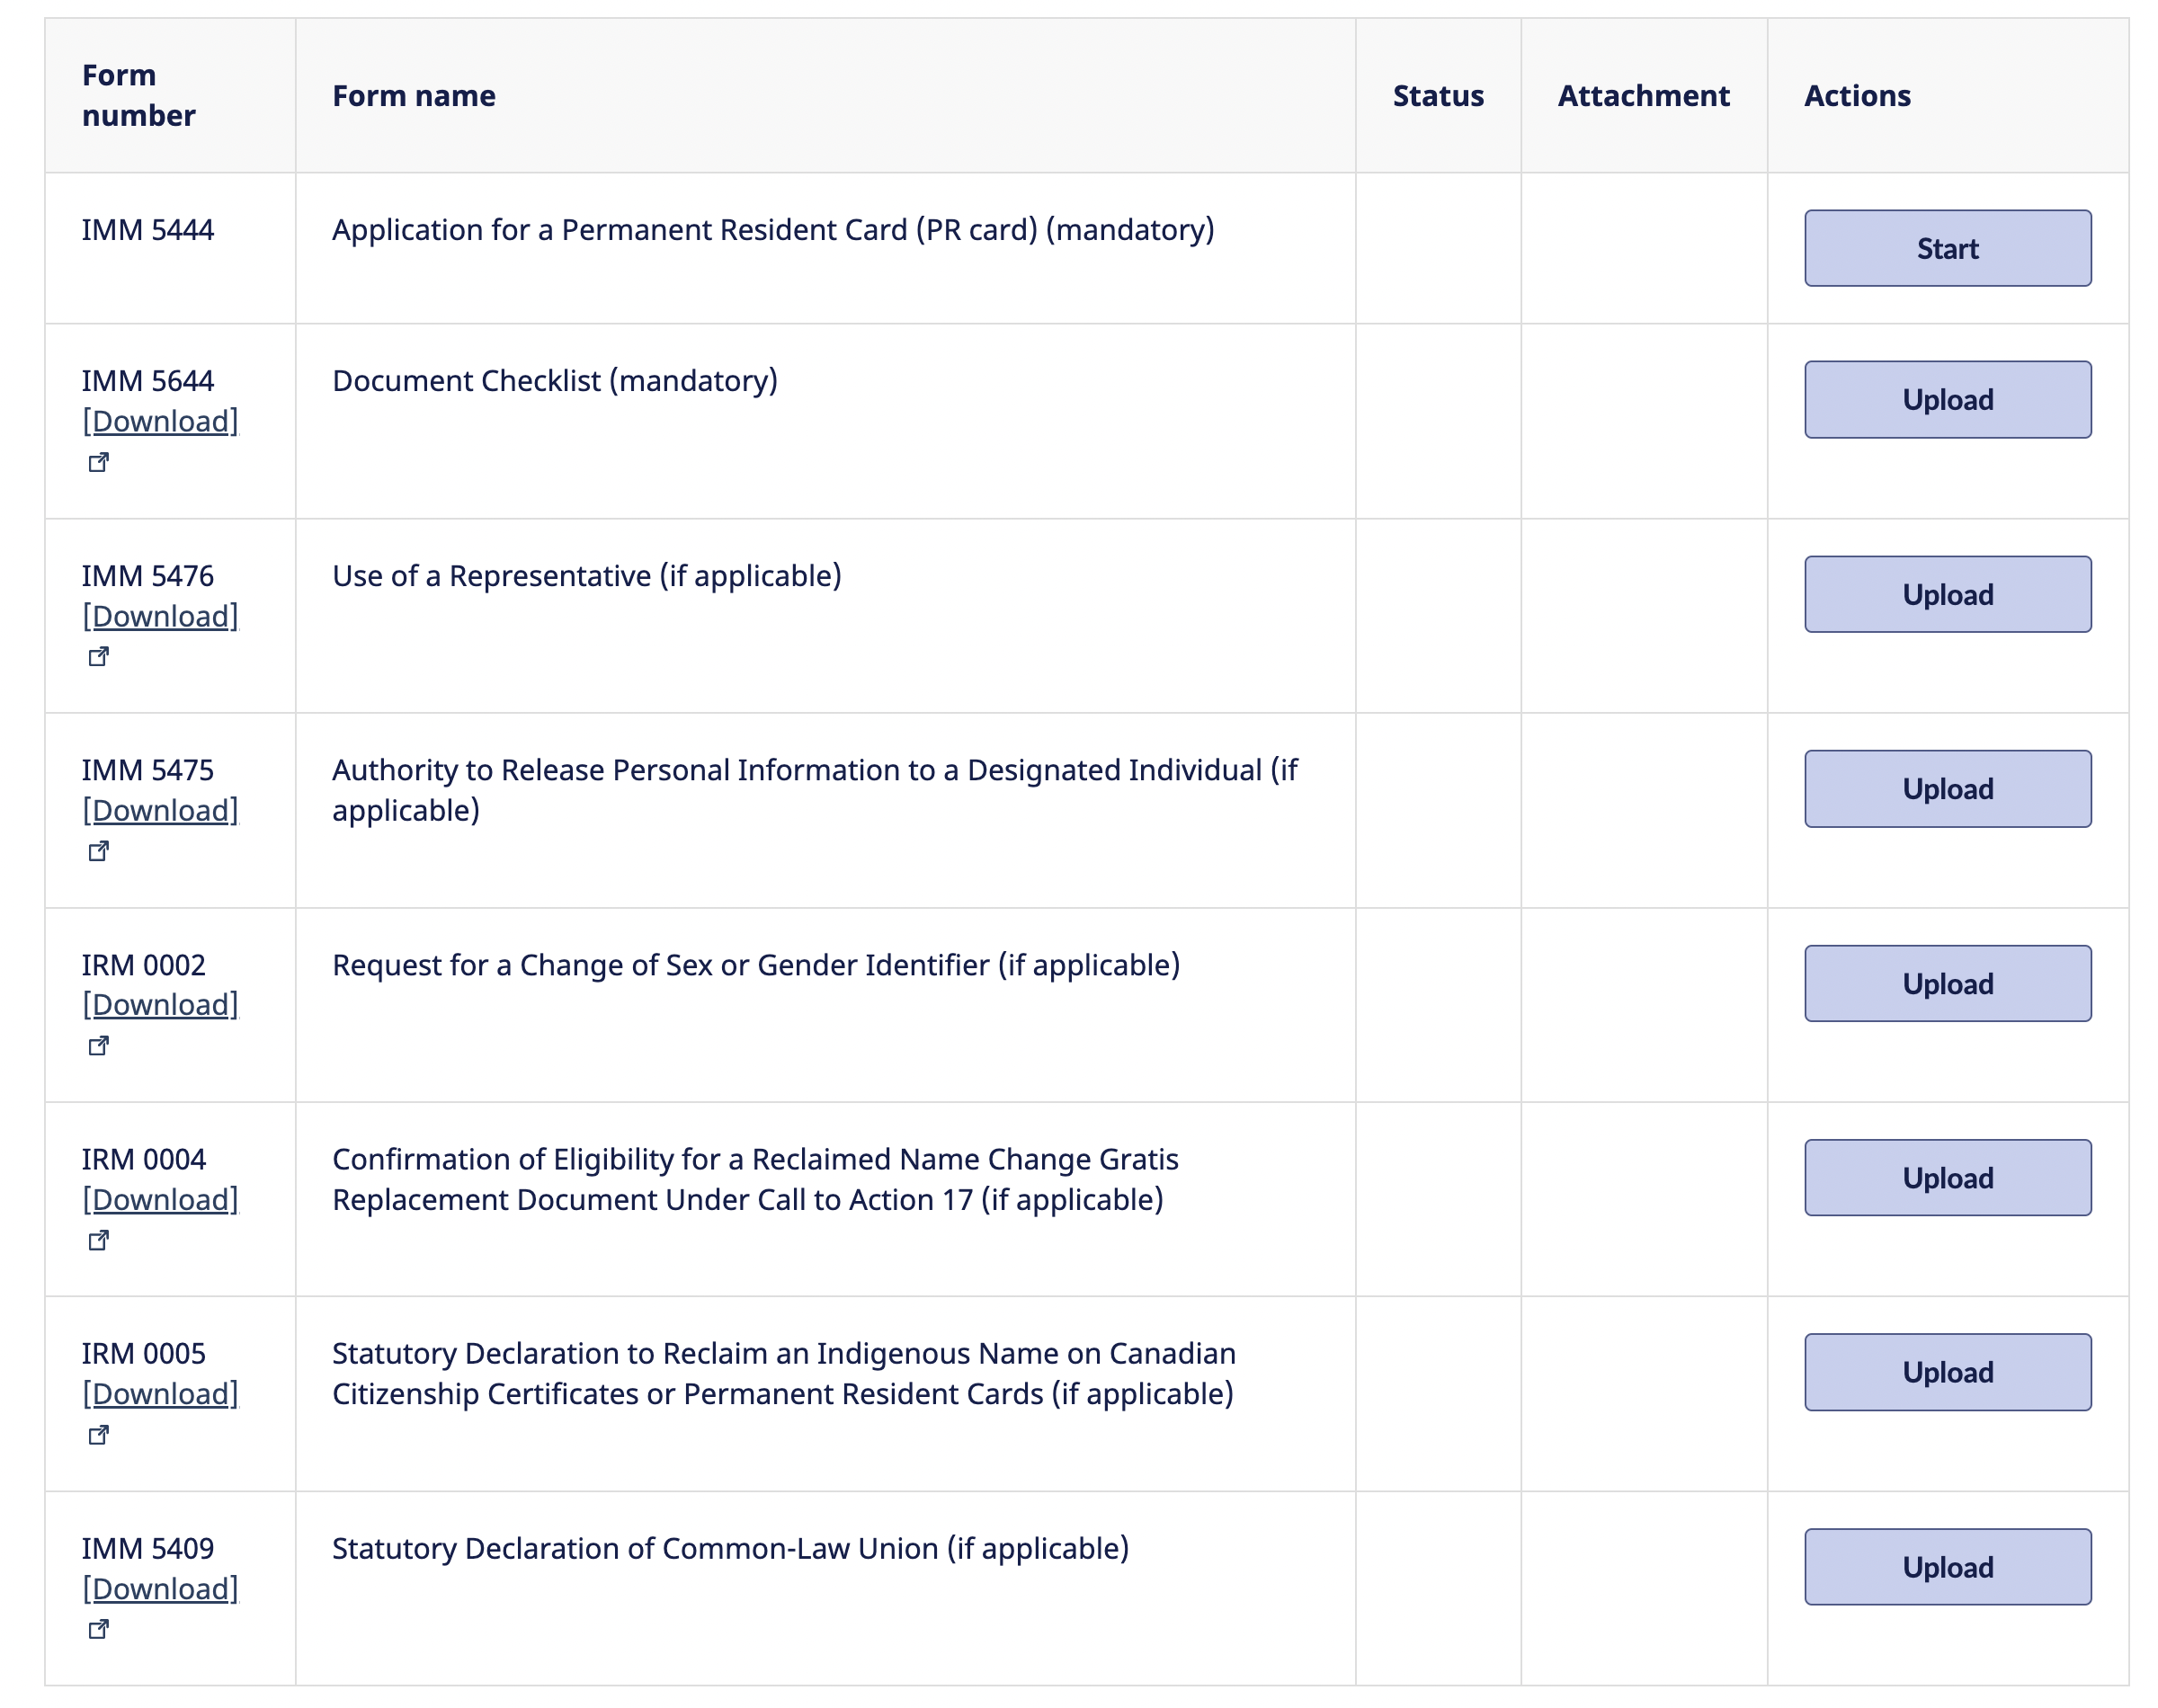 Form
number
Form name
Status
Attachment
Actions
IMM 5444
Application for a Permanent Resident Card (PR card) (mandatory)
Start
IMM 5644
[Download]
Document Checklist (mandatory)
Upload
IMM 5476
[Download]
Use of a Representative (if applicable)
Upload
IMM 5475
[Download]
Authority to Release Personal Information to a Designated Individual (if
applicable)
Upload
IRM 0002
[Download]
Request for a Change of Sex or Gender Identifier (if applicable)
Upload
IRM 0004
[Download]
Confirmation of Eligibility for a Reclaimed Name Change Gratis
Replacement Document Under Call to Action 17 (if applicable)
Upload
IRM 0005
[Download]
Statutory Declaration to Reclaim an Indigenous Name on Canadian
Citizenship Certificates or Permanent Resident Cards (if applicable)
Upload
IMM 5409
[Download]
Statutory Declaration of Common-Law Union (if applicable)
Upload